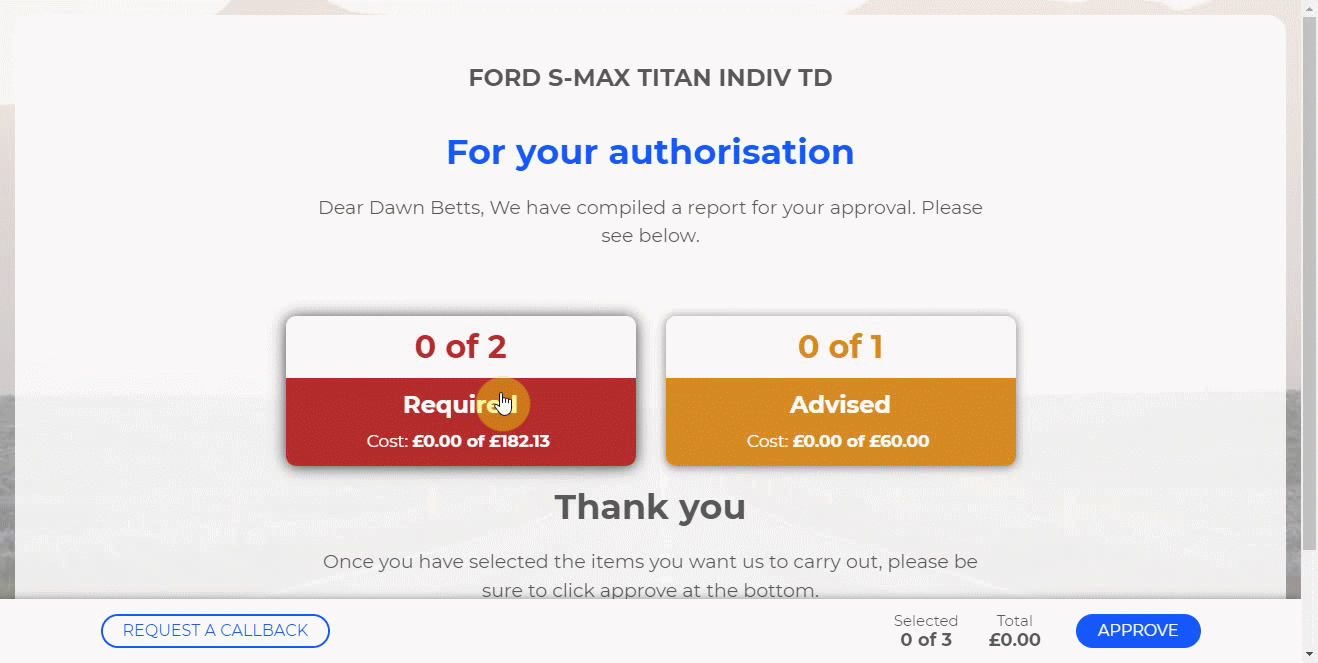 FORD S-MAX TITAN INDIV TD
For your authorisation
Dear Dawn Betts, We have compiled a report for your approval. Please
see below.
0 of 2
Required
Cost: £0.00 of £182.13
0 of 1
Advised
Cost: £0.00 of £60.00
Thank you
Once you have selected the items you want us to carry out, please be
sure to click approve at the bottom.
REQUEST A CALLBACK
Selected
0 of 3
Total
£0.00
APPROVE